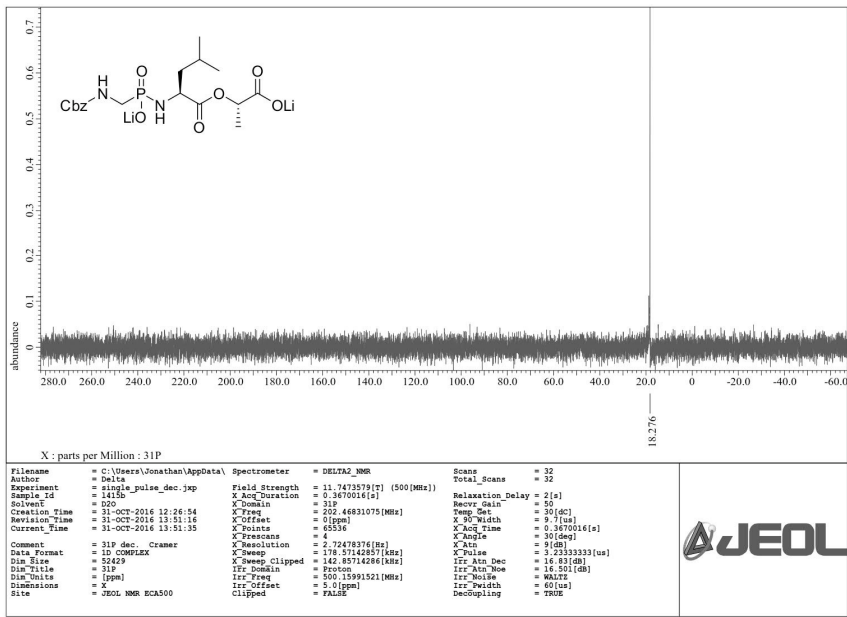 0.7
0.6
0.5
0.4
0.3
0.2
0.1
0
abundance
Cbz
H
N
O
P
LiO
N
H
O
O
O
OLi
280.0 260.0 240.0 220.0 200.0 180.0 160.0 140.0 120.0 100.0 80.0 60.0 40.0 20.0 0 -20.0 -40.0 -60.0
18.276
X : parts per Million : 31P
Filename = C:\Users\Jonathan\AppData\
Author = Delta
Experiment = single_pulse_dec.jxp
Sample_Id = 1415b
Solvent = D2O
Creation_Time = 31-OCT-2016 12:26:54
Revision_Time = 31-OCT-2016 13:51:16
Current_Time = 31-OCT-2016 13:51:35
Comment = 31P dec. Cramer
Data_Format = 1D COMPLEX
Dim_Size = 52429
Dim_Title = 31P
Dim_Units = [ppm]
Dimensions = X
Site = JEOL NMR ECA500
Spectrometer = DELTA2_NMR
Field_Strength = 11.7473579[T] (500[MHz])
X_Acq_Duration = 0.3670016[s]
X_Domain = 31P
X_Freq = 202.46831075[MHz]
X_Offset = 0[ppm]
X_Points = 65536
X_Prescans = 4
X_Resolution = 2.72478376[Hz]
X_Sweep = 178.57142857[kHz]
X_Sweep_Clipped = 142.85714286[kHz]
Irr_Domain = Proton
Irr_Freq = 500.15991521[MHz]
Irr_Offset = 5.0[ppm]
Clipped = FALSE
Scans = 32
Total_Scans = 32
Relaxation_Delay = 2[s]
Recvr_Gain = 50
Temp_Get = 30[dC]
X_90_Width = 9.7[us]
X_Acq_Time = 0.3670016[s]
X_Angle = 30[deg]
X_Atn = 9[dB]
X_Pulse = 3.23333333[us]
Irr_Atn_Dec = 16.83[dB]
Irr_Atn_Noe = 16.501[dB]
Irr_Noise = WALTZ
Irr_Pwidth = 60[us]
Decoupling = TRUE
JEOL